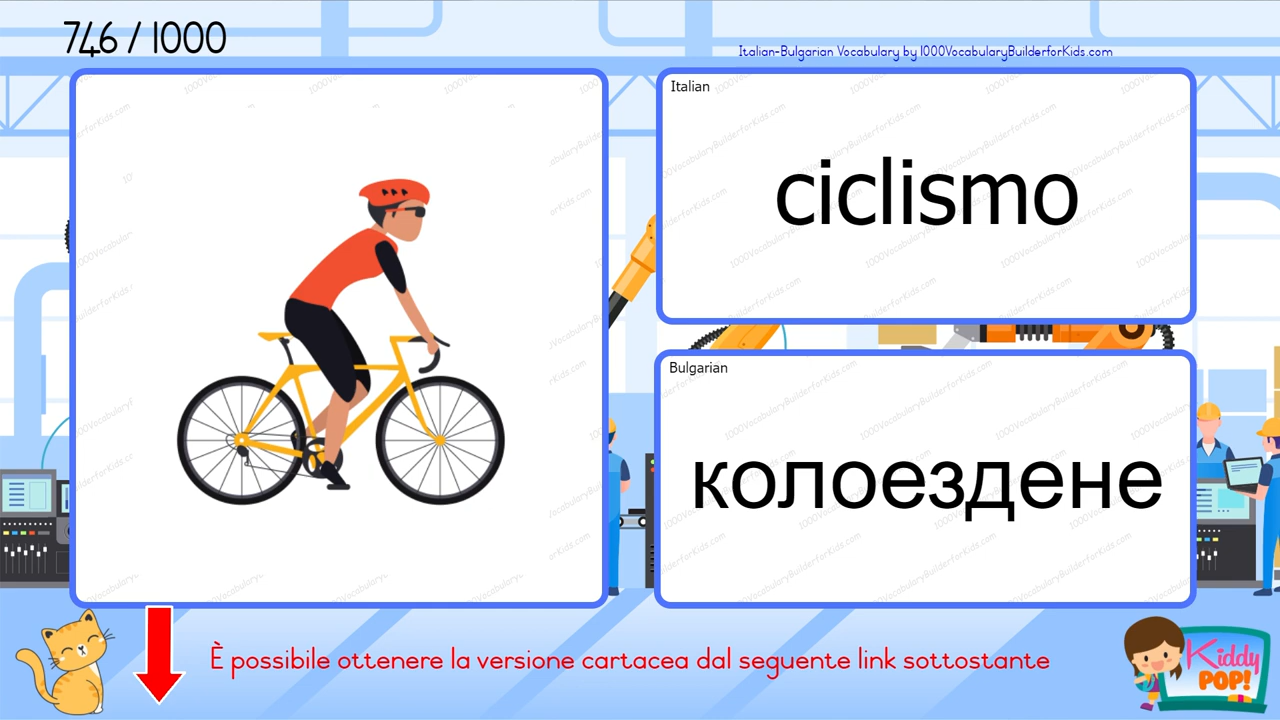 746 / 1000
Italian-Bulgarian Vocabulary by 1000VocabularyBuilderforKids.com
Italian
ciclismo
Bulgarian
колоездене
È possibile ottenere la versione cartacea dal seguente link sottostante
Kiddy
POP!